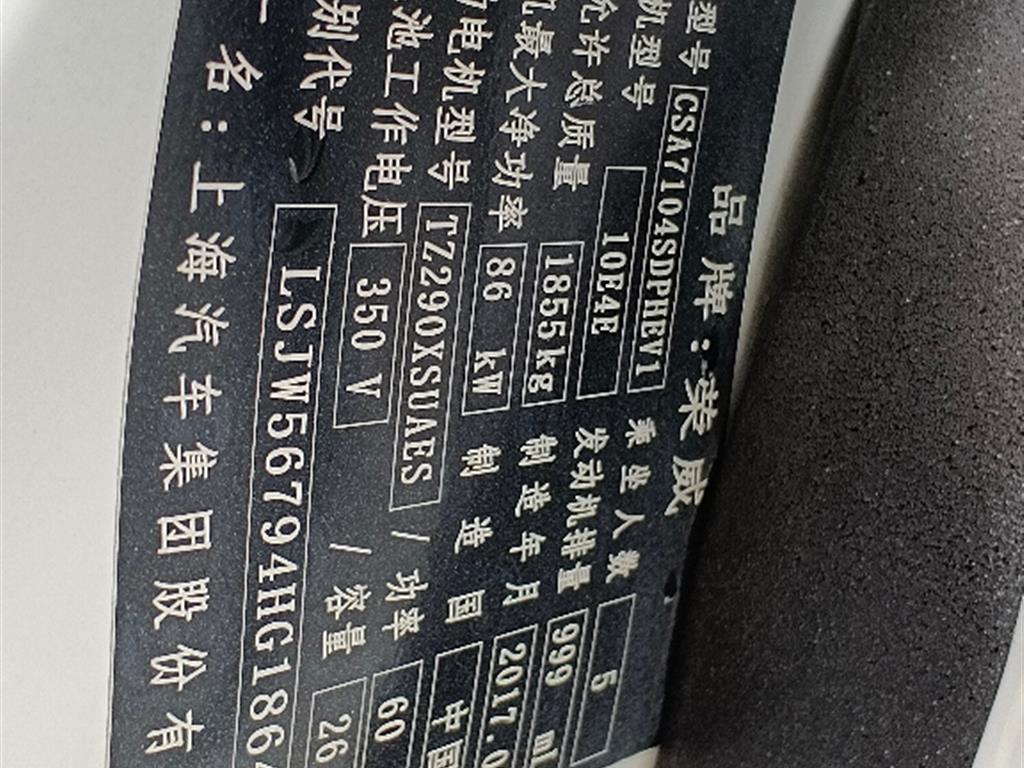 品牌：荣威
型号 CSA7104SDPHEV1 乘坐人数 5
机型号 10E4E 发动机排量 999 ml
允许总质量 1855kg 制造年月 2017.0
机最大净功率 86 kW 制造国 中国
电机型号 TZ290XSUAES / 功率 60
池工作电压 350 V / 容量 26
别代号 LSJW56794HG186
名：上海汽车集团股份有